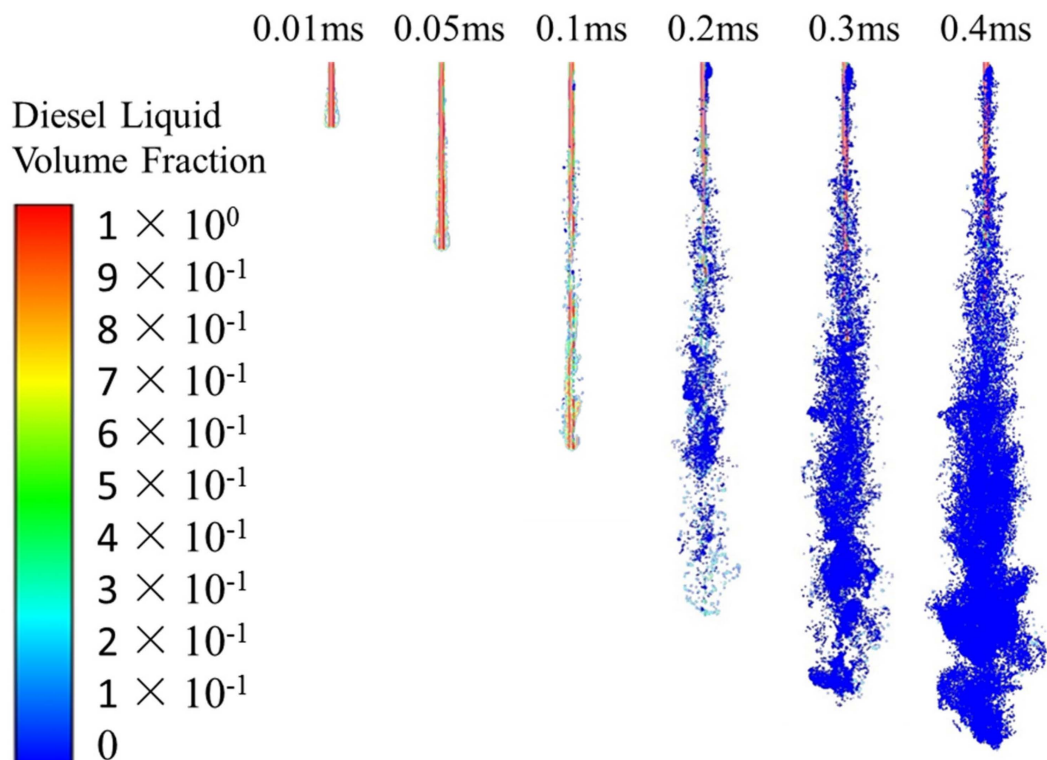 0.01ms 0.05ms 0.1ms 0.2ms 0.3ms 0.4ms
Diesel Liquid
Volume Fraction
1 × 10⁰
9 × 10⁻¹
8 × 10⁻¹
7 × 10⁻¹
6 × 10⁻¹
5 × 10⁻¹
4 × 10⁻¹
3 × 10⁻¹
2 × 10⁻¹
1 × 10⁻¹
0